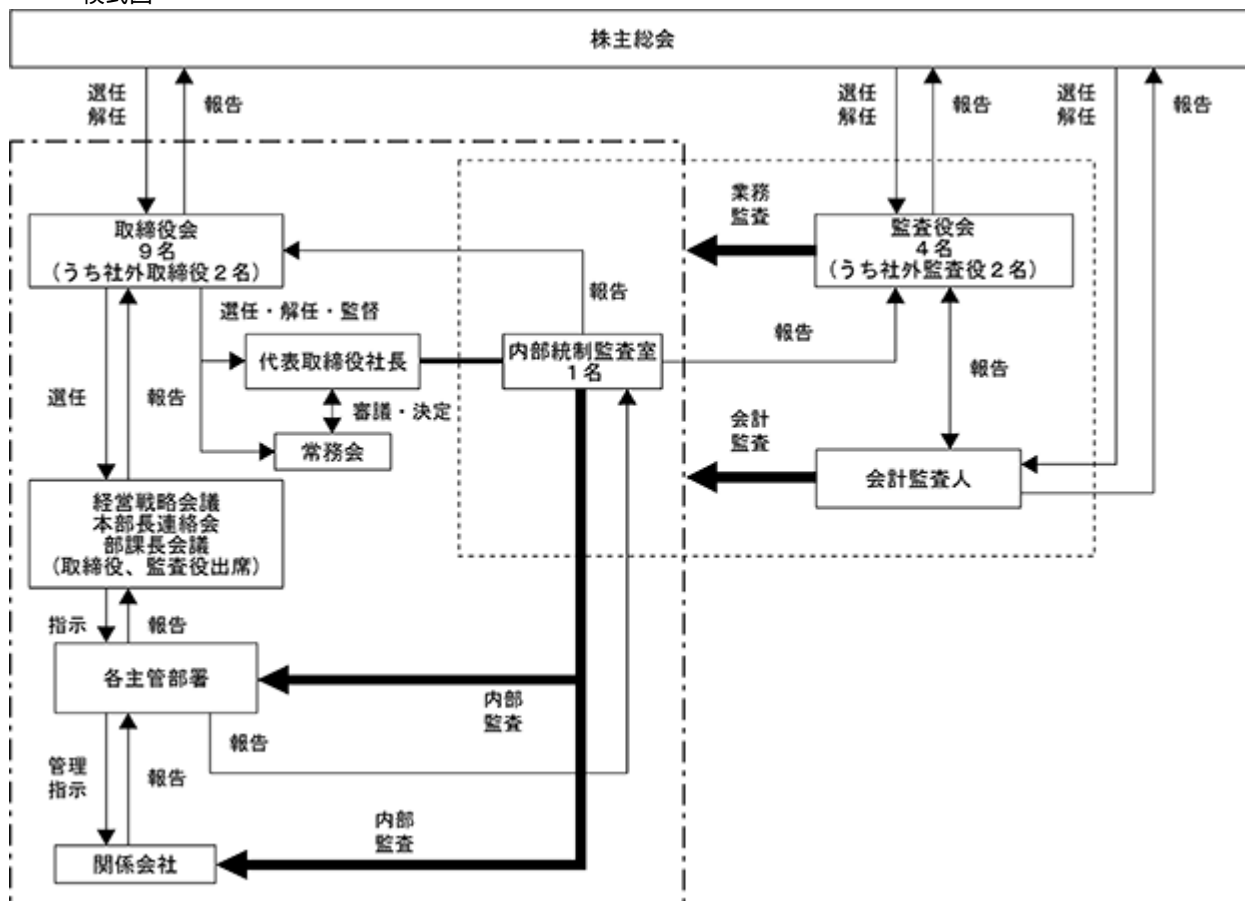 模式図
株主総会
選任
解任
報告
選任
解任
報告
選任
解任
報告
取締役会
9名
(うち社外取締役2名)
業務
監査
監査役会
4名
(うち社外監査役2名)
選任・解任・監督
報告
代表取締役社長
内部統制監査室
1名
報告
報告
選任
報告
審議・決定
常務会
会計
監査
会計監査人
経営戦略会議
本部長連絡会
部課長会議
(取締役、監査役出席)
指示
報告
各主管部署
内部
監査
報告
管理
指示
報告
内部
監査
関係会社